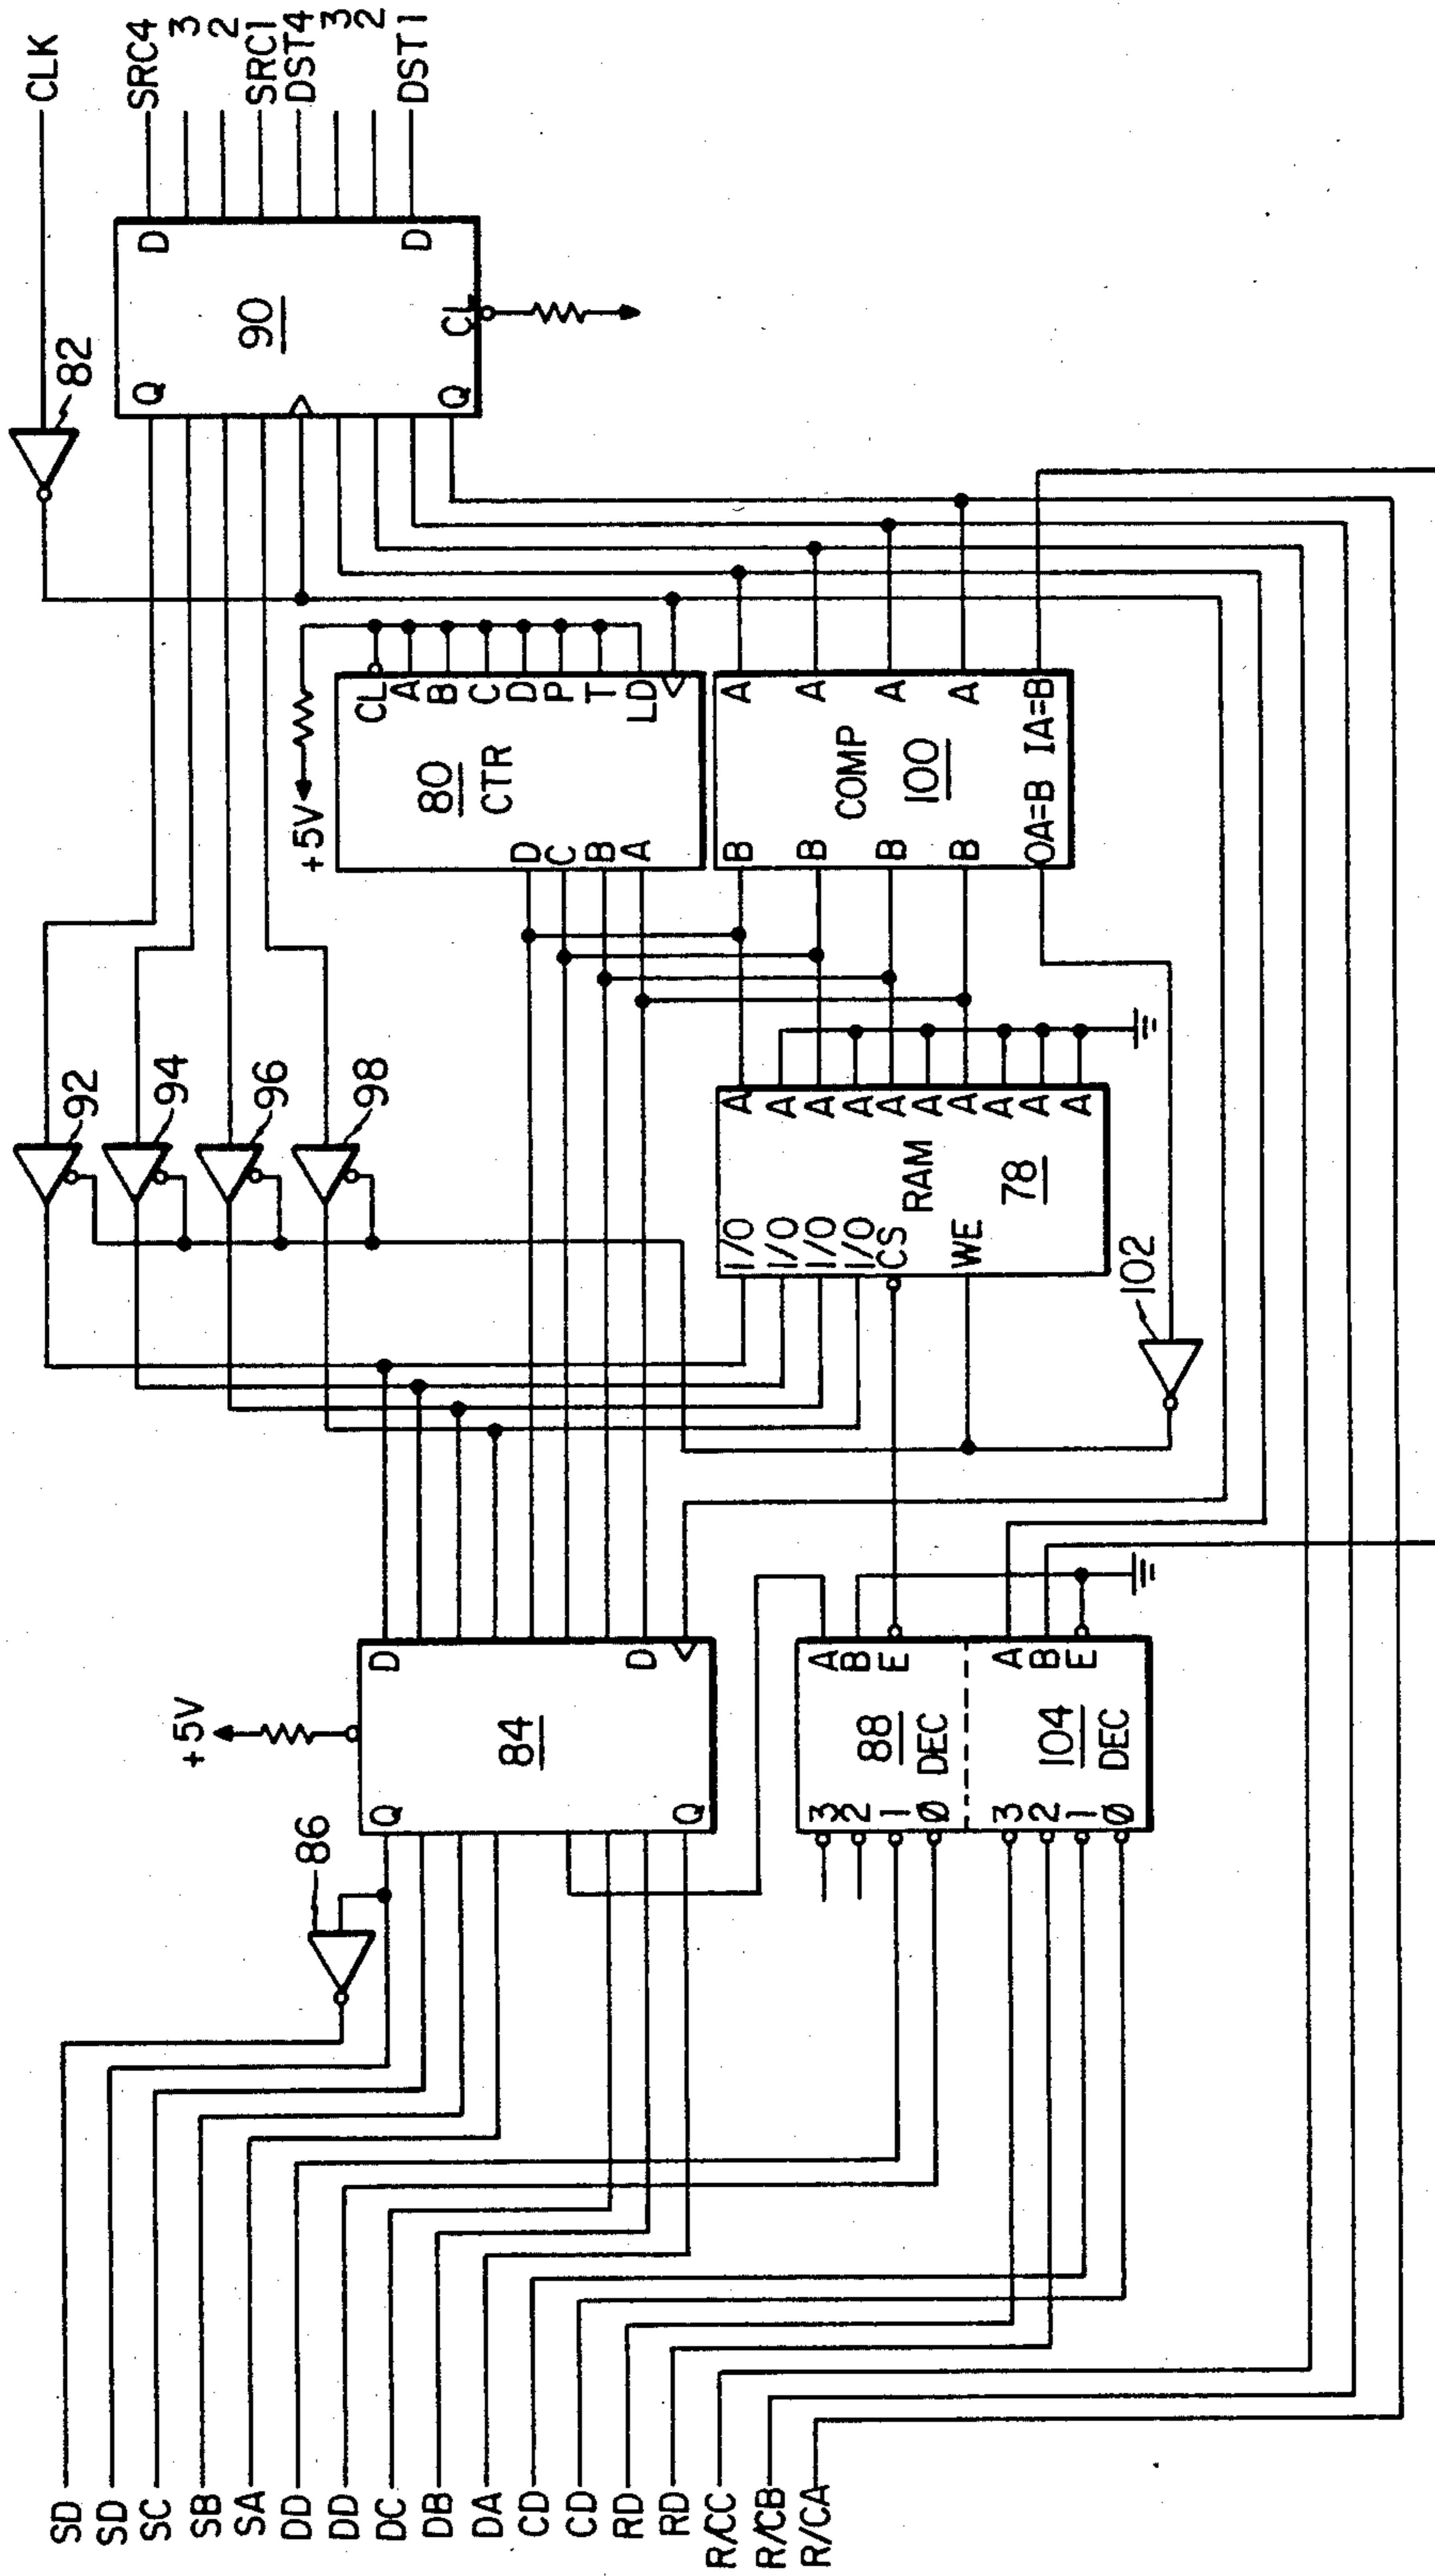 CLK
SRC4
3
2
SRC1
DST4
3
2
DST1
82
D
D
90
CL
Q
Q
+5V
CL
A
B
C
D
P
T
LD
80
CTR
D
C
B
A
A
A
A
A
IA=B
COMP
100
B
B
B
B
OA=B
92
94
96
98
A
A
A
A
A
A
A
A
A
A
RAM
78
I/O
I/O
I/O
I/O
CS
WE
102
+5V
D
D
84
Q
Q
86
A
B
E
88
DEC
3
2
1
Ø
A
B
E
104
DEC
3
2
1
Ø
SD
SD
SC
SB
SA
DD
DD
DC
DB
DA
CD
CD
RD
RD
R/CC
R/CB
R/CA